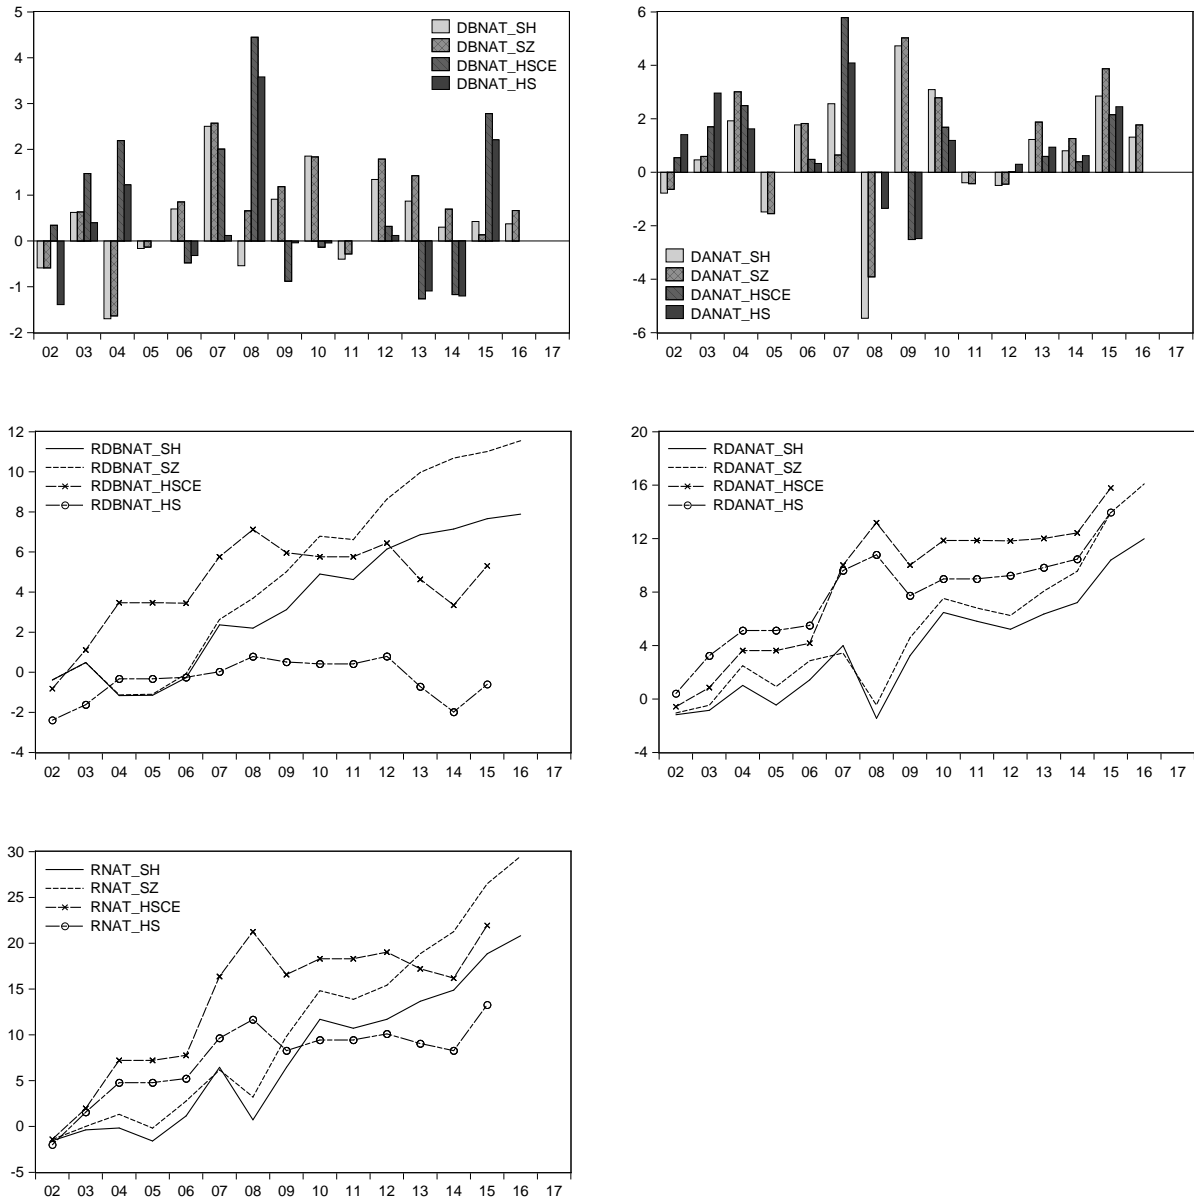 5
4
3
2
1
0
-1
-2
DBNAT_SH
DBNAT_SZ
DBNAT_HSCE
DBNAT_HS
02 03 04 05 06 07 08 09 10 11 12 13 14 15 16 17
6
4
2
0
-2
-4
-6
DANAT_SH
DANAT_SZ
DANAT_HSCE
DANAT_HS
02 03 04 05 06 07 08 09 10 11 12 13 14 15 16 17
12
10
8
6
4
2
0
-2
-4
RDBNAT_SH
RDBNAT_SZ
RDBNAT_HSCE
RDBNAT_HS
02 03 04 05 06 07 08 09 10 11 12 13 14 15 16 17
20
16
12
8
4
0
-4
RDANAT_SH
RDANAT_SZ
RDANAT_HSCE
RDANAT_HS
02 03 04 05 06 07 08 09 10 11 12 13 14 15 16 17
30
25
20
15
10
5
0
-5
RNAT_SH
RNAT_SZ
RNAT_HSCE
RNAT_HS
02 03 04 05 06 07 08 09 10 11 12 13 14 15 16 17